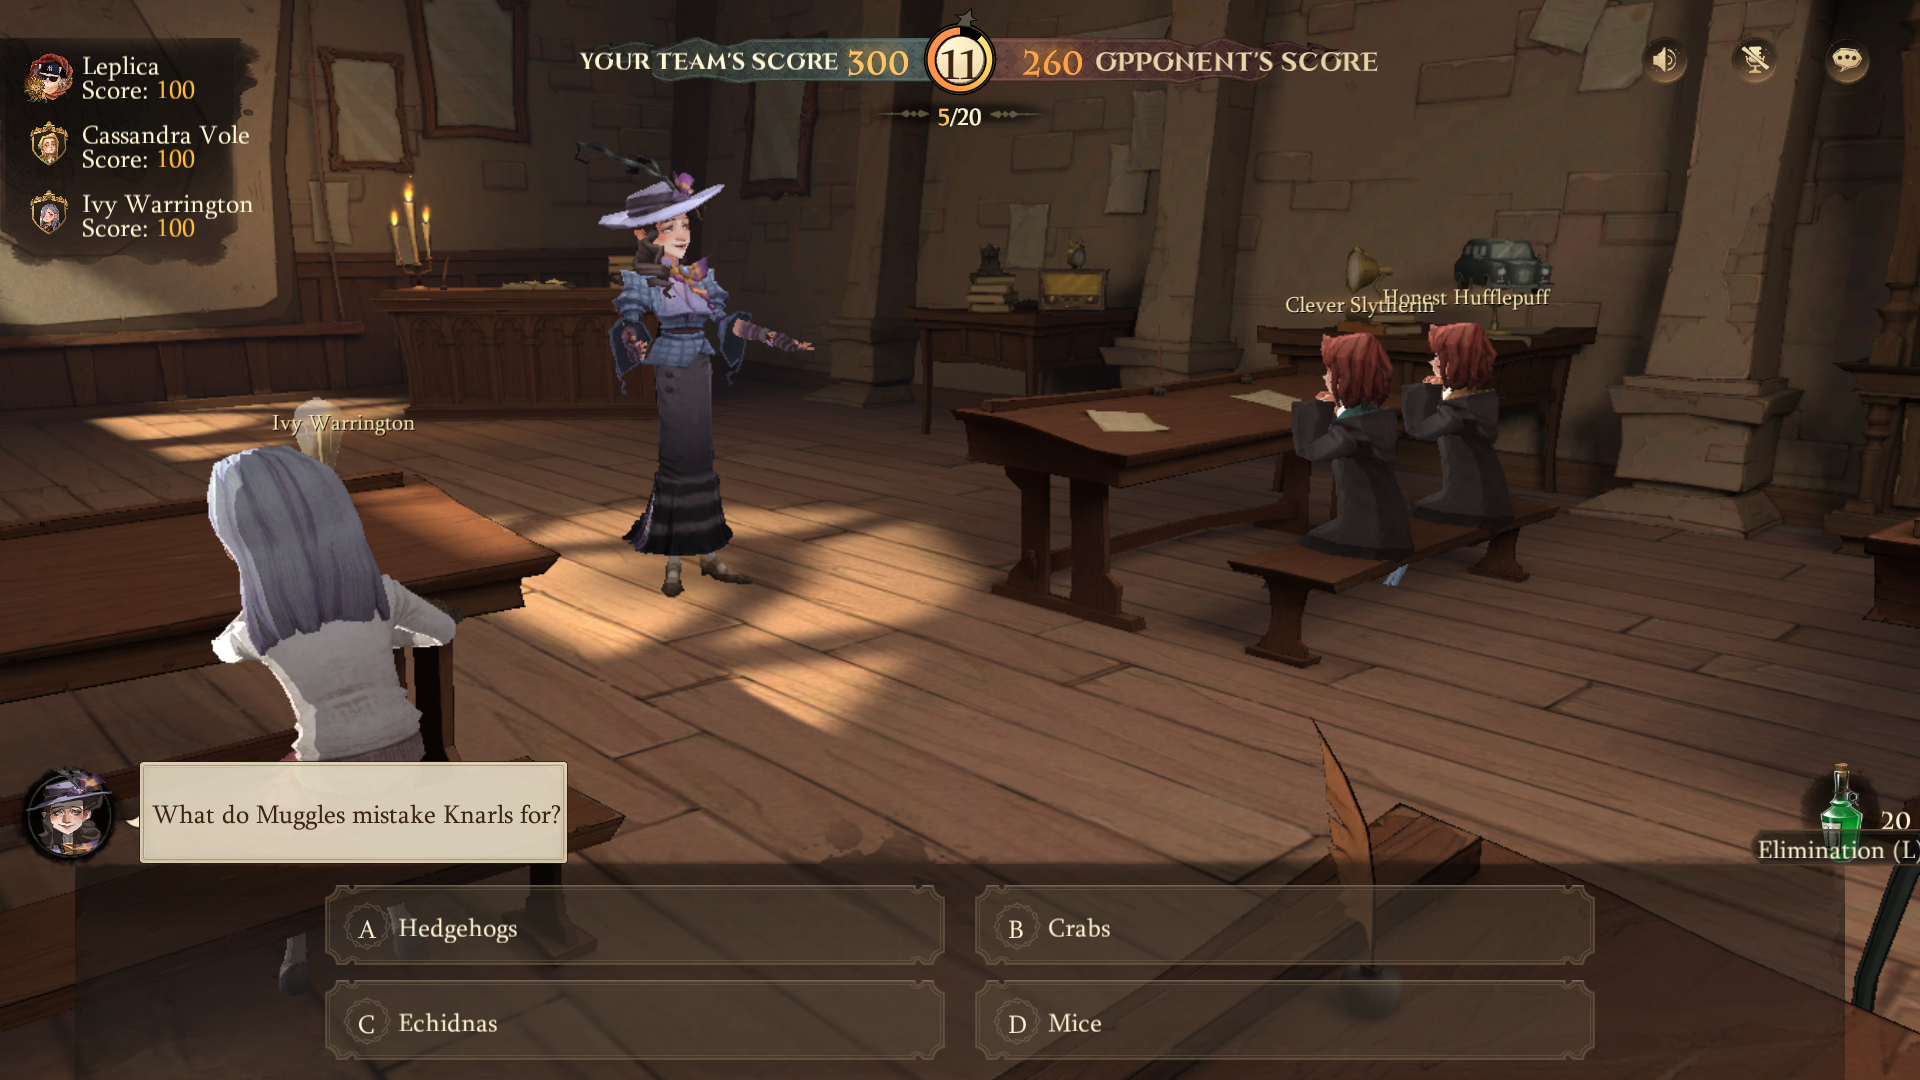 Leplica
Score: 100
Cassandra Vole
Score: 100
Ivy Warrington
Score: 100
YOUR TEAM'S SCORE 300
11
260 OPPONENT'S SCORE
5/20
Clever Slytherin
Honest Hufflepuff
Ivy Warrington
What do Muggles mistake Knarls for?
20
Elimination (L)
A Hedgehogs
B Crabs
C Echidnas
D Mice